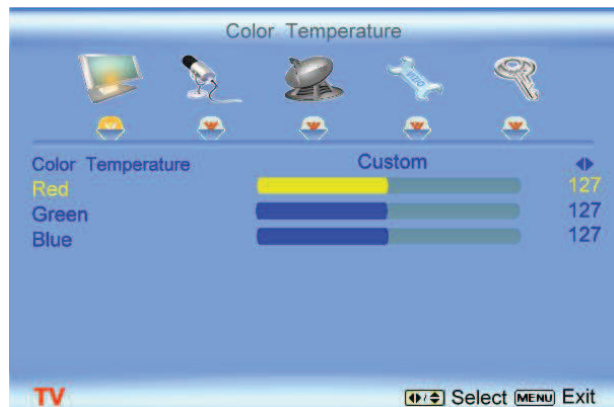 Color Temperature
Color Temperature Custom
Red 127
Green 127
Blue 127
TV Select MENU Exit